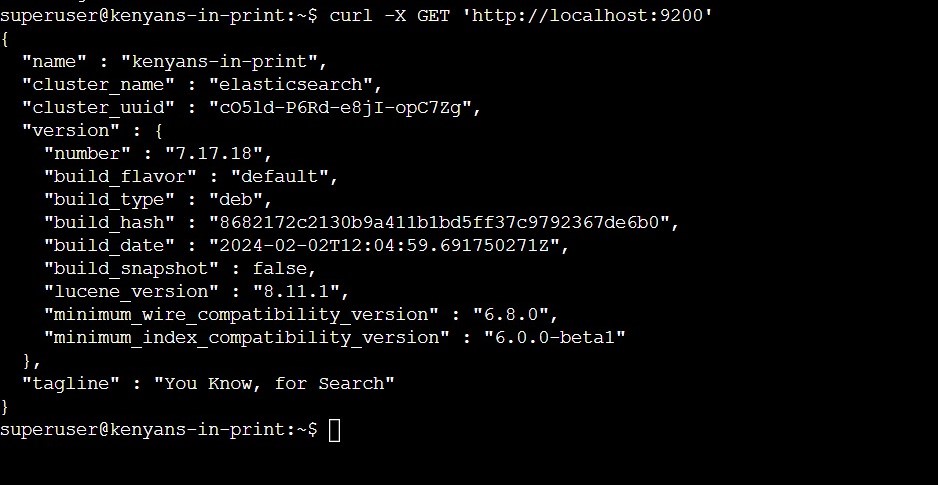 superuser@kenyans-in-print:~$ curl -X GET 'http://localhost:9200'
{
  "name" : "kenyans-in-print",
  "cluster_name" : "elasticsearch",
  "cluster_uuid" : "cO5ld-P6Rd-e8jI-opC7Zg",
  "version" : {
    "number" : "7.17.18",
    "build_flavor" : "default",
    "build_type" : "deb",
    "build_hash" : "8682172c2130b9a411b1bd5ff37c9792367de6b0",
    "build_date" : "2024-02-02T12:04:59.691750271Z",
    "build_snapshot" : false,
    "lucene_version" : "8.11.1",
    "minimum_wire_compatibility_version" : "6.8.0",
    "minimum_index_compatibility_version" : "6.0.0-beta1"
  },
  "tagline" : "You Know, for Search"
}
superuser@kenyans-in-print:~$